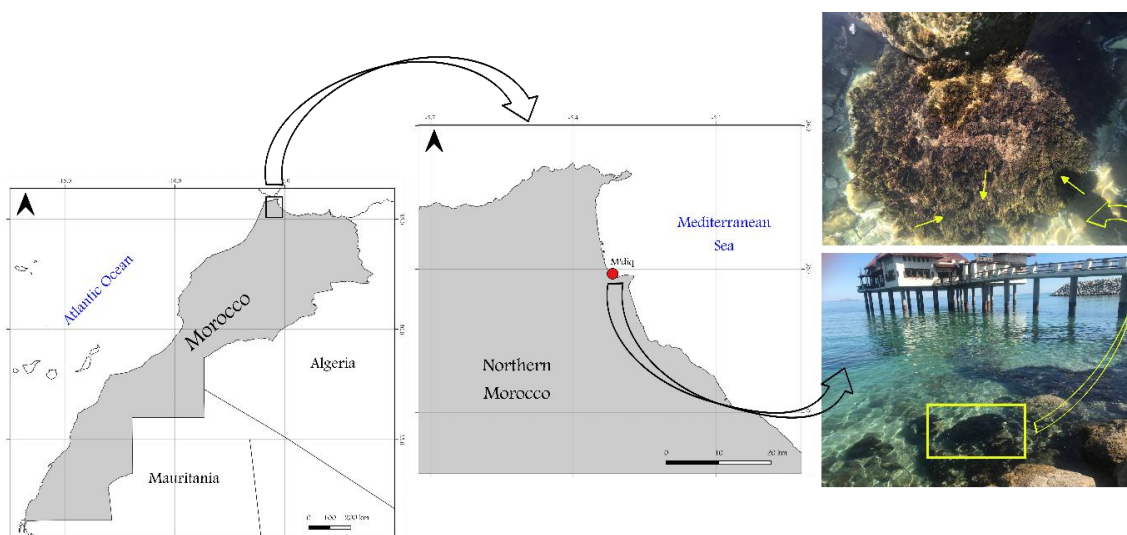 Atlantic Ocean
Morocco
Algeria
Mauritania
0 100 200 km
Mediterranean
Sea
M'diq
Northern
Morocco
0 10 20 km